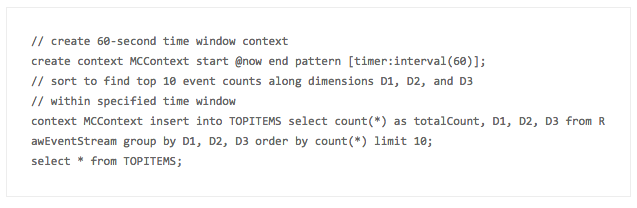 // create 60-second time window context
create context MCContext start @now end pattern [timer:interval(60)];
// sort to find top 10 event counts along dimensions D1, D2, and D3
// within specified time window
context MCContext insert into TOPITEMS select count(*) as totalCount, D1, D2, D3 from R
awEventStream group by D1, D2, D3 order by count(*) limit 10;
select * from TOPITEMS;